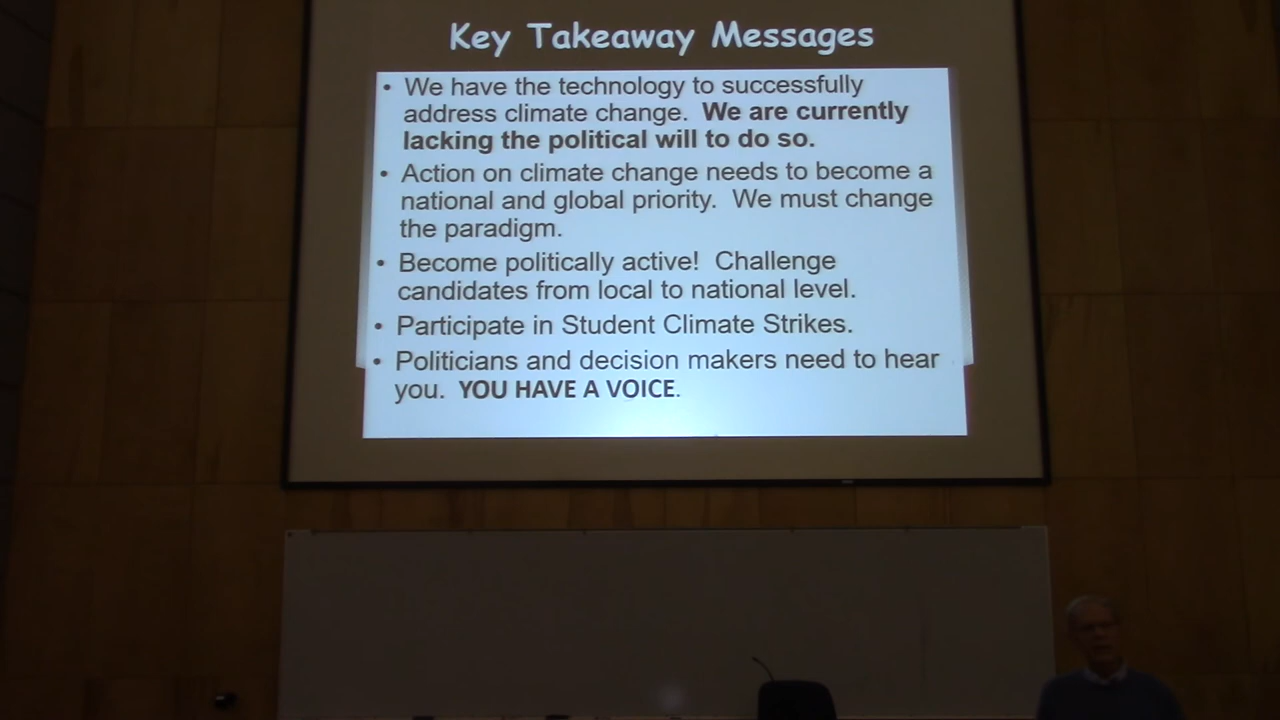 Key Takeaway Messages
• We have the technology to successfully
address climate change. We are currently
lacking the political will to do so.
• Action on climate change needs to become a
national and global priority. We must change
the paradigm.
• Become politically active! Challenge
candidates from local to national level.
• Participate in Student Climate Strikes.
• Politicians and decision makers need to hear
you. YOU HAVE A VOICE.